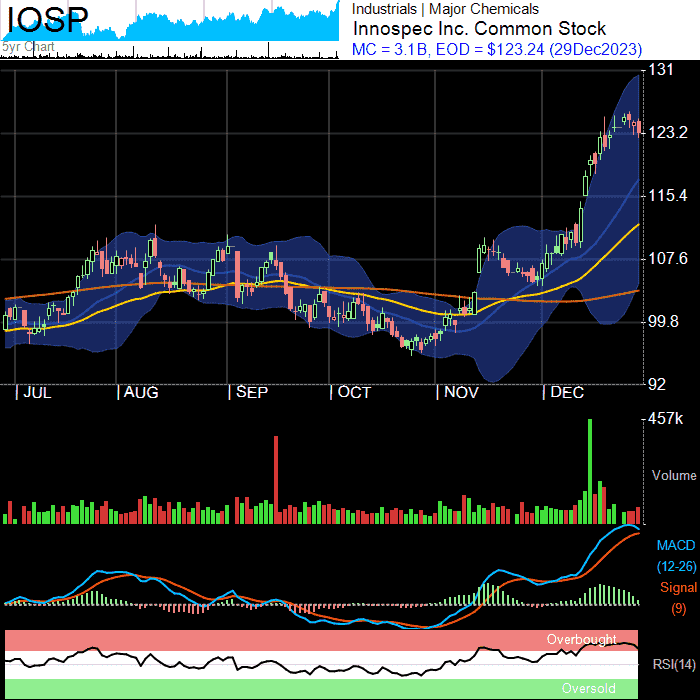 IOSP
5yr Chart
Industrials | Major Chemicals
Innospec Inc. Common Stock
MC = 3.1B, EOD = $123.24 (29Dec2023)
131
123.2
115.4
107.6
99.8
92
JUL AUG SEP OCT NOV DEC
457k
Volume
MACD
(12-26)
Signal
(9)
Overbought
RSI(14)
Oversold